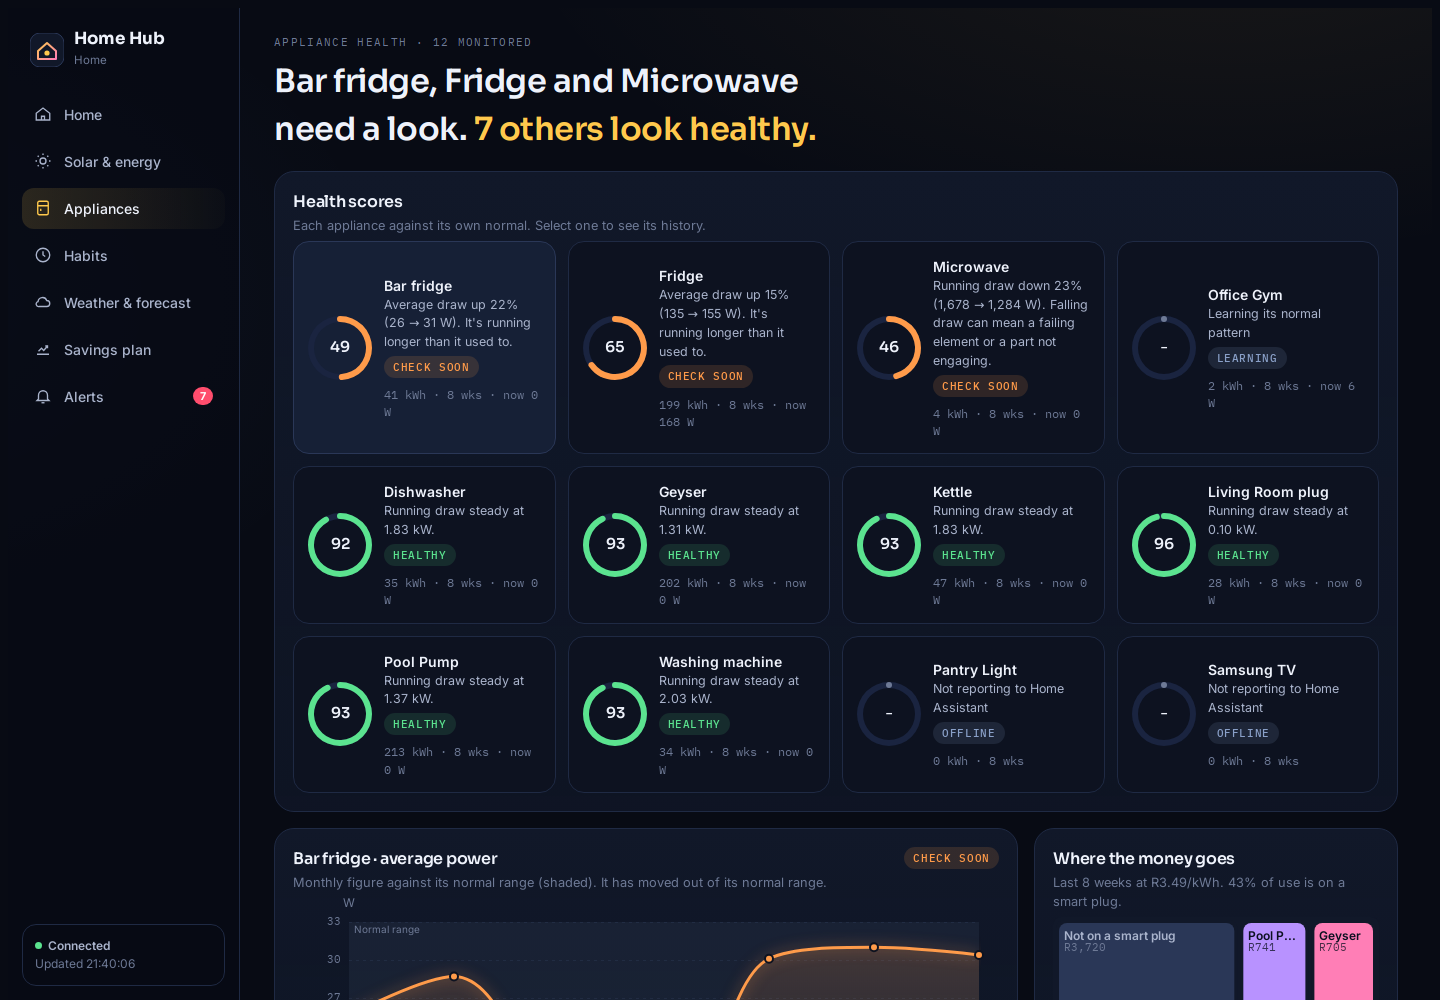 Home Hub
Home
Home
Solar & energy
Appliances
Habits
Weather & forecast
Savings plan
Alerts
7
Connected
Updated 21:40:06
APPLIANCE HEALTH · 12 MONITORED
Bar fridge, Fridge and Microwave
need a look. 7 others look healthy.
Health scores
Each appliance against its own normal. Select one to see its history.
49
Bar fridge
Average draw up 22%
(26 → 31 W). It's running
longer than it used to.
CHECK SOON
41 kWh · 8 wks · now 0
W
65
Fridge
Average draw up 15%
(135 → 155 W). It's
running longer than it
used to.
CHECK SOON
199 kWh · 8 wks · now
168 W
46
Microwave
Running draw down 23%
(1,678 → 1,284 W). Falling
draw can mean a failing
element or a part not
engaging.
CHECK SOON
4 kWh · 8 wks · now 0
W
–
Office Gym
Learning its normal
pattern
LEARNING
2 kWh · 8 wks · now 6
W
92
Dishwasher
Running draw steady at
1.83 kW.
HEALTHY
35 kWh · 8 wks · now 0
W
93
Geyser
Running draw steady at
1.31 kW.
HEALTHY
202 kWh · 8 wks · now
0 W
93
Kettle
Running draw steady at
1.83 kW.
HEALTHY
47 kWh · 8 wks · now 0
W
96
Living Room plug
Running draw steady at
0.10 kW.
HEALTHY
28 kWh · 8 wks · now 0
W
93
Pool Pump
Running draw steady at
1.37 kW.
HEALTHY
213 kWh · 8 wks · now
0 W
93
Washing machine
Running draw steady at
2.03 kW.
HEALTHY
34 kWh · 8 wks · now 0
W
–
Pantry Light
Not reporting to Home
Assistant
OFFLINE
0 kWh · 8 wks
–
Samsung TV
Not reporting to Home
Assistant
OFFLINE
0 kWh · 8 wks
Bar fridge · average power
CHECK SOON
Monthly figure against its normal range (shaded). It has moved out of its normal range.
W
33
Normal range
30
27
Where the money goes
Last 8 weeks at R3.49/kWh. 43% of use is on a
smart plug.
Not on a smart plug
R3,720
Pool P...
R741
Geyser
R705